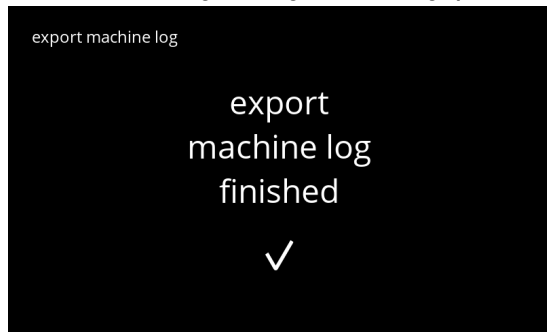 export machine log
export
machine log
finished